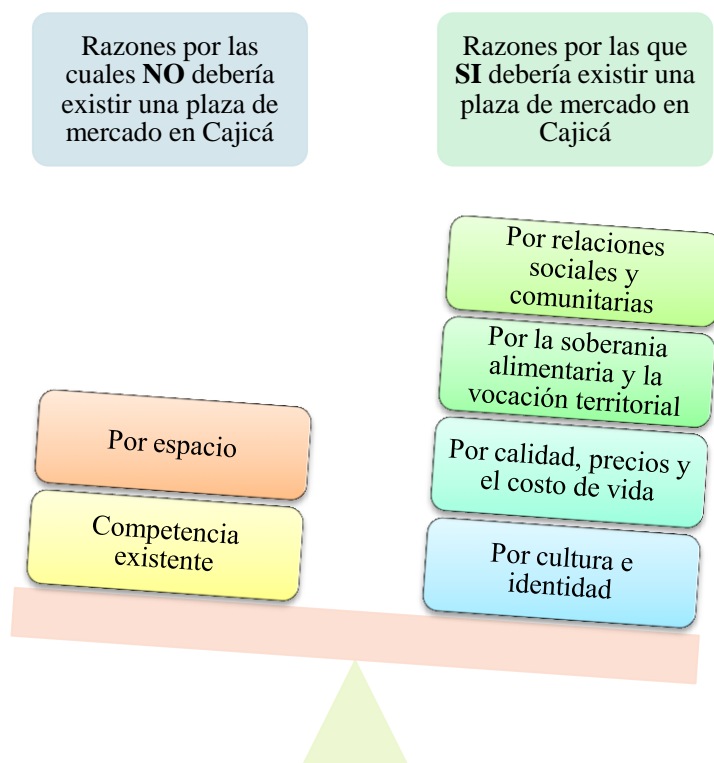 Razones por las
cuales NO debería
existir una plaza de
mercado en Cajicá
Razones por las que
SI debería existir una
plaza de mercado en
Cajicá
Por espacio
Competencia
existente
Por relaciones
sociales y
comunitarias
Por la soberania
alimentaria y la
vocación territorial
Por calidad, precios y
el costo de vida
Por cultura e
identidad